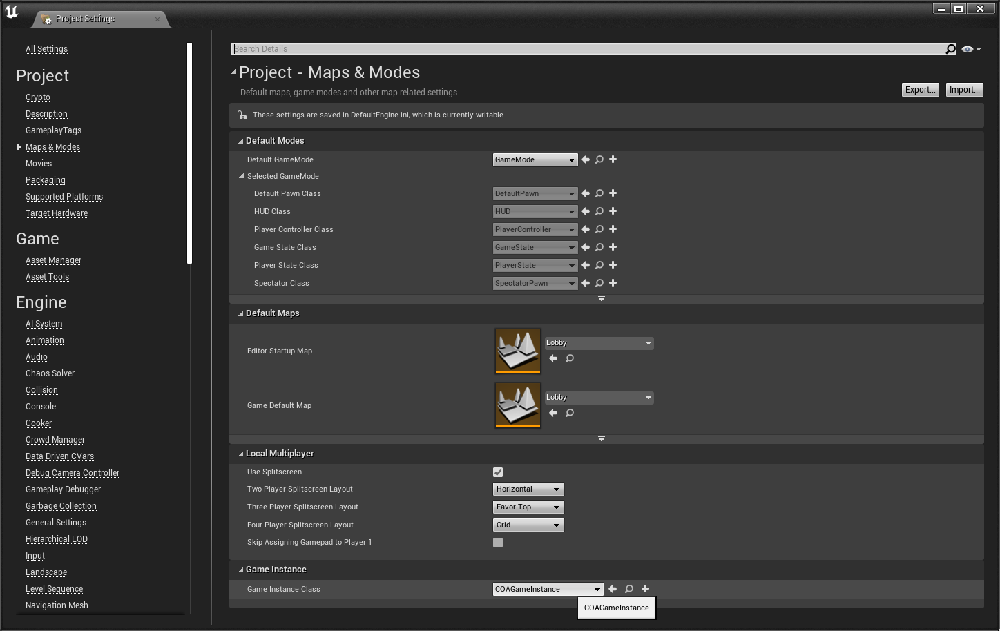 Project Settings
All Settings
Project
Crypto
Description
GameplayTags
Maps & Modes
Movies
Packaging
Supported Platforms
Target Hardware
Game
Asset Manager
Asset Tools
Engine
AI System
Animation
Audio
Chaos Solver
Collision
Console
Cooker
Crowd Manager
Data Driven CVars
Debug Camera Controller
Gameplay Debugger
Garbage Collection
General Settings
Hierarchical LOD
Input
Landscape
Level Sequence
Navigation Mesh
Search Details
Project - Maps & Modes
Default maps, game modes and other map related settings.
Export... Import...
These settings are saved in DefaultEngine.ini, which is currently writable.
Default Modes
Default GameMode GameMode
Selected GameMode
Default Pawn Class DefaultPawn
HUD Class HUD
Player Controller Class PlayerController
Game State Class GameState
Player State Class PlayerState
Spectator Class SpectatorPawn
Default Maps
Editor Startup Map Lobby
Game Default Map Lobby
Local Multiplayer
Use Splitscreen
Two Player Splitscreen Layout Horizontal
Three Player Splitscreen Layout Favor Top
Four Player Splitscreen Layout Grid
Skip Assigning Gamepad to Player 1
Game Instance
Game Instance Class COAGameInstance
COAGameInstance